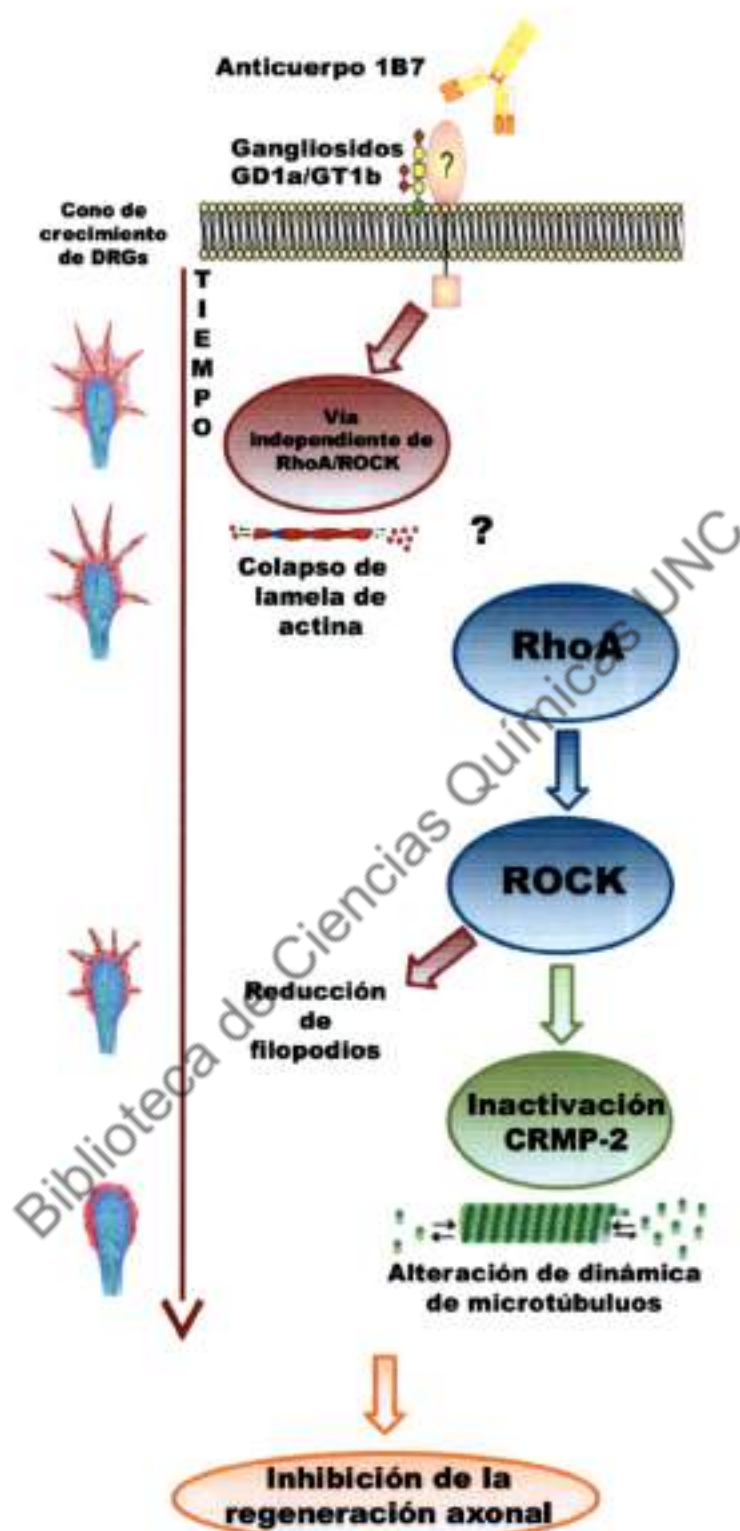 Anticuerpo 1B7
Gangliosidos
GD1a/GT1b
?
Cono de
crecimiento
de DRGs
TIEMPO
Vía
independiente de
RhoA/ROCK
?
Colapso de
lamela de
actina
RhoA
ROCK
Reducción
de
filopodios
Inactivación
CRMP-2
Alteración de dinámica
de microtúbuluos
Inhibición de la
regeneración axonal
Biblioteca de Ciencias Químicas UNC